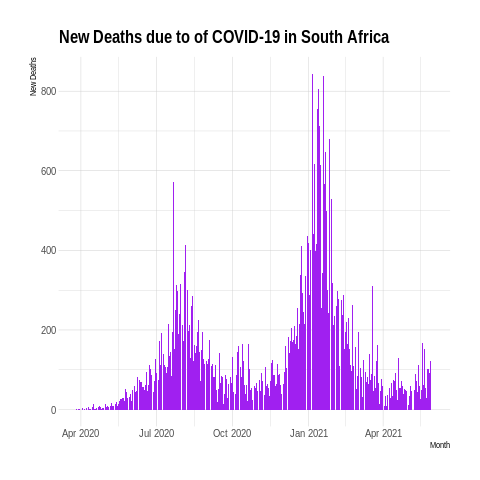 New Deaths due to of COVID-19 in South Africa
New Deaths
800
600
400
200
0
Apr 2020 Jul 2020 Oct 2020 Jan 2021 Apr 2021
Month